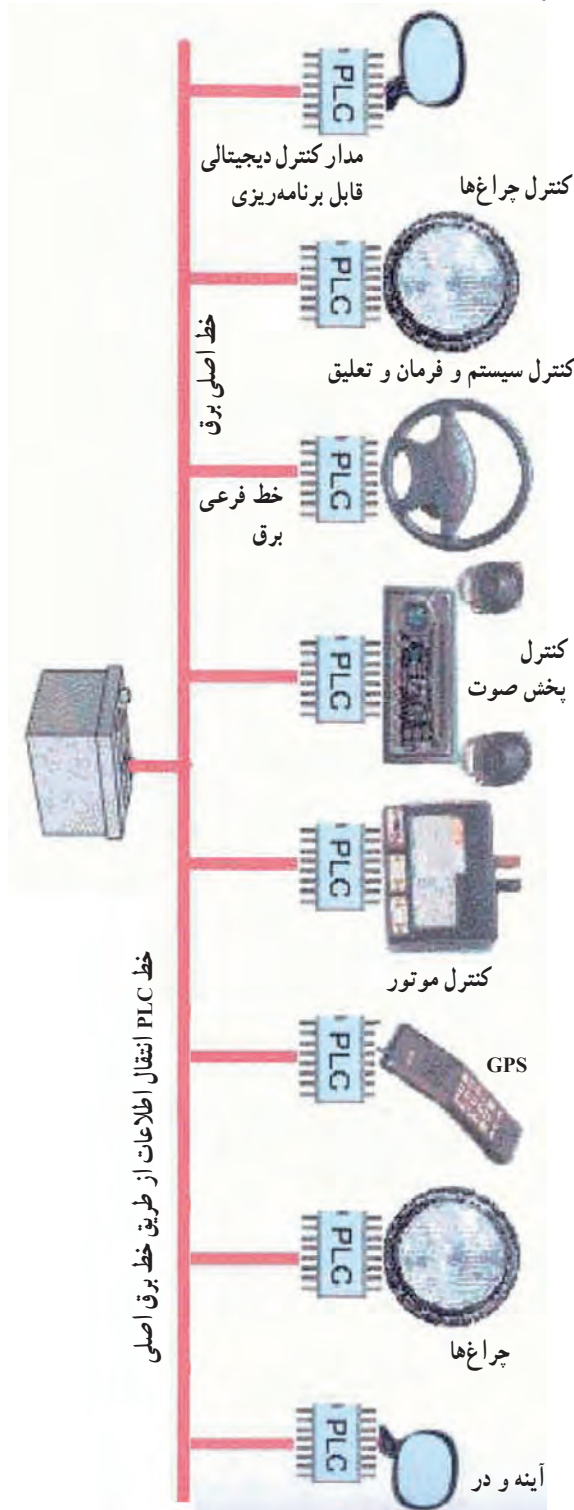 PLC
مدار کنترل دیجیتالی
قابل برنامه‌ریزی
کنترل چراغ‌ها
PLC
خط اصلی برق
کنترل سیستم و فرمان و تعلیق
PLC
خط فرعی
برق
کنترل
پخش صوت
PLC
PLC
کنترل موتور
خط PLC انتقال اطلاعات از طریق خط برق اصلی
PLC
GPS
PLC
چراغ‌ها
PLC
آینه و در